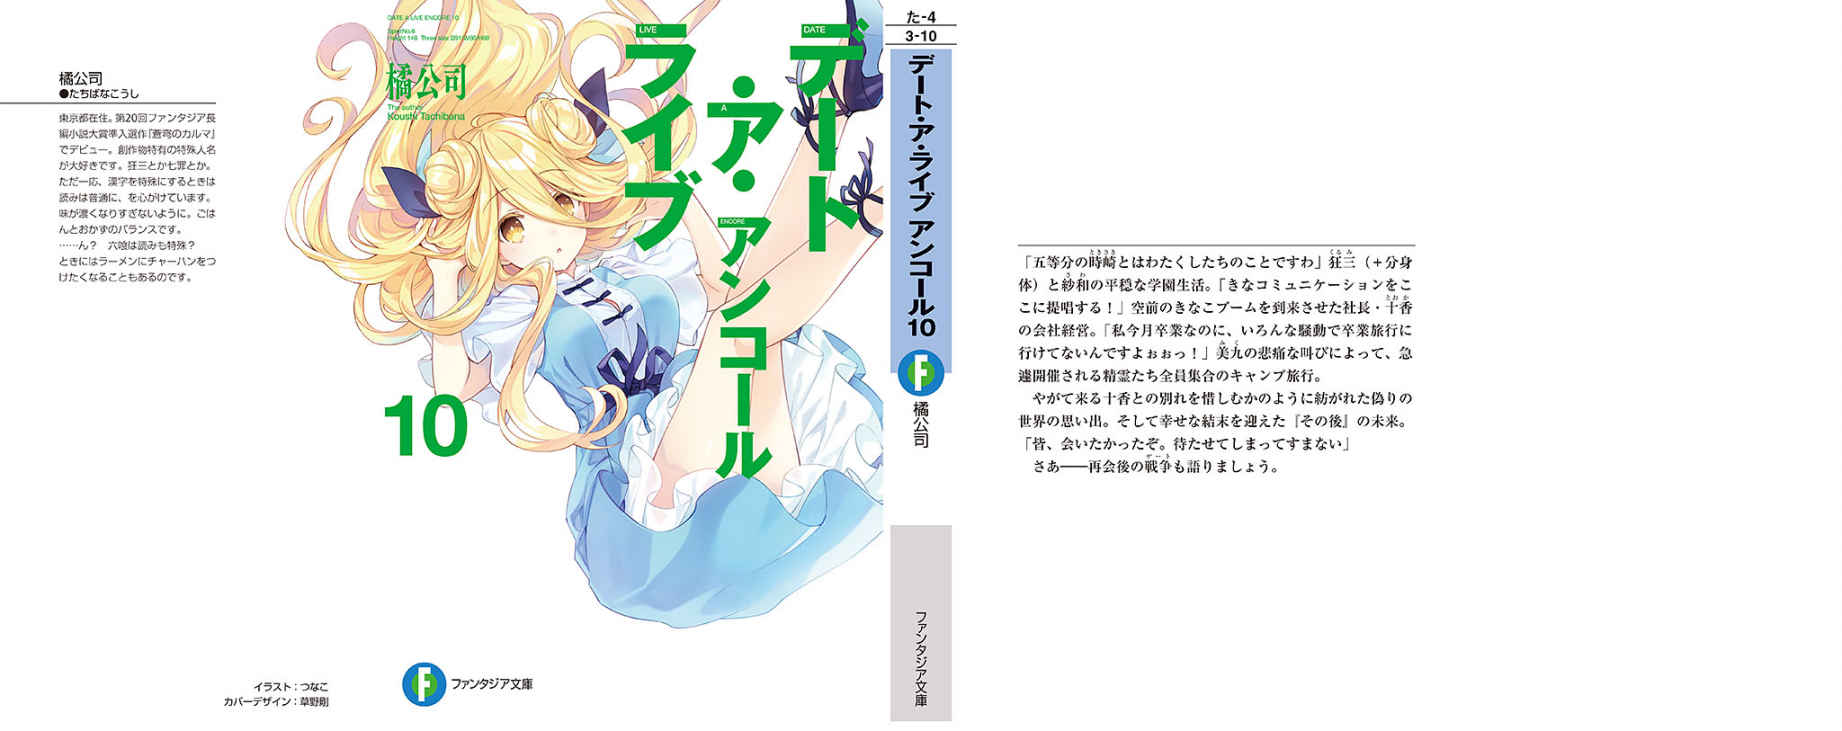 橘公司
●たちばなこうし
東京都在住。第20回ファンタジア長
編小説大賞準入選作『蒼穹のカルマ』
でデビュー。創作物特有の特殊人名
が大好きです。狂三とか七罪とか。
ただ一応、漢字を特殊にするときは
読みは普通に、を心がけています。
味が濃くなりすぎないように。ごは
んとおかずのバランスです。
……ん?　六喰は読みも特殊?
ときにはラーメンにチャーハンをつ
けたくなることもあるのです。
イラスト：つなこ
カバーデザイン：草野剛
DATE A LIVE ENCORE 10
橘公司
The author
Koushi Tachibana
DATE
デート
A
・ア・
LIVE
ライブ
ENCORE
アンコール
10
ファンタジア文庫
た-4
3-10
デート・ア・ライブ アンコール10
橘公司
ファンタジア文庫
「五等分の時崎とはわたくしたちのことですわ」狂三（＋分身
体）と紗和の平穏な学園生活。「きなコミュニケーションをこ
こに提唱する！」空前のきなこブームを到来させた社長・十香
の会社経営。「私今月卒業なのに、いろんな騒動で卒業旅行に
行けてないんですよぉぉっ！」美九の悲痛な叫びによって、急
遽開催される精霊たち全員集合のキャンプ旅行。
　やがて来る十香との別れを惜しむかのように紡がれた偽りの
世界の思い出。そして幸せな結末を迎えた『その後』の未来。
「皆、会いたかったぞ。待たせてしまってすまない」
　さあ――再会後の戦争も語りましょう。